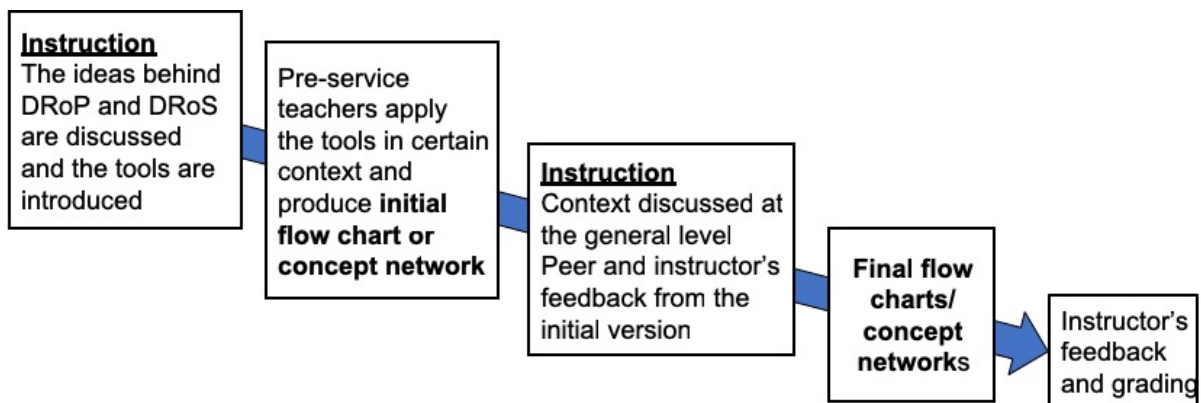 Instruction
The ideas behind
DRoP and DRoS
are discussed
and the tools are
introduced
Pre-service
teachers apply
the tools in certain
context and
produce initial
flow chart or
concept network
Instruction
Context discussed at
the general level
Peer and instructor's
feedback from the
initial version
Final flow
charts/
concept
networks
Instructor's
feedback
and grading